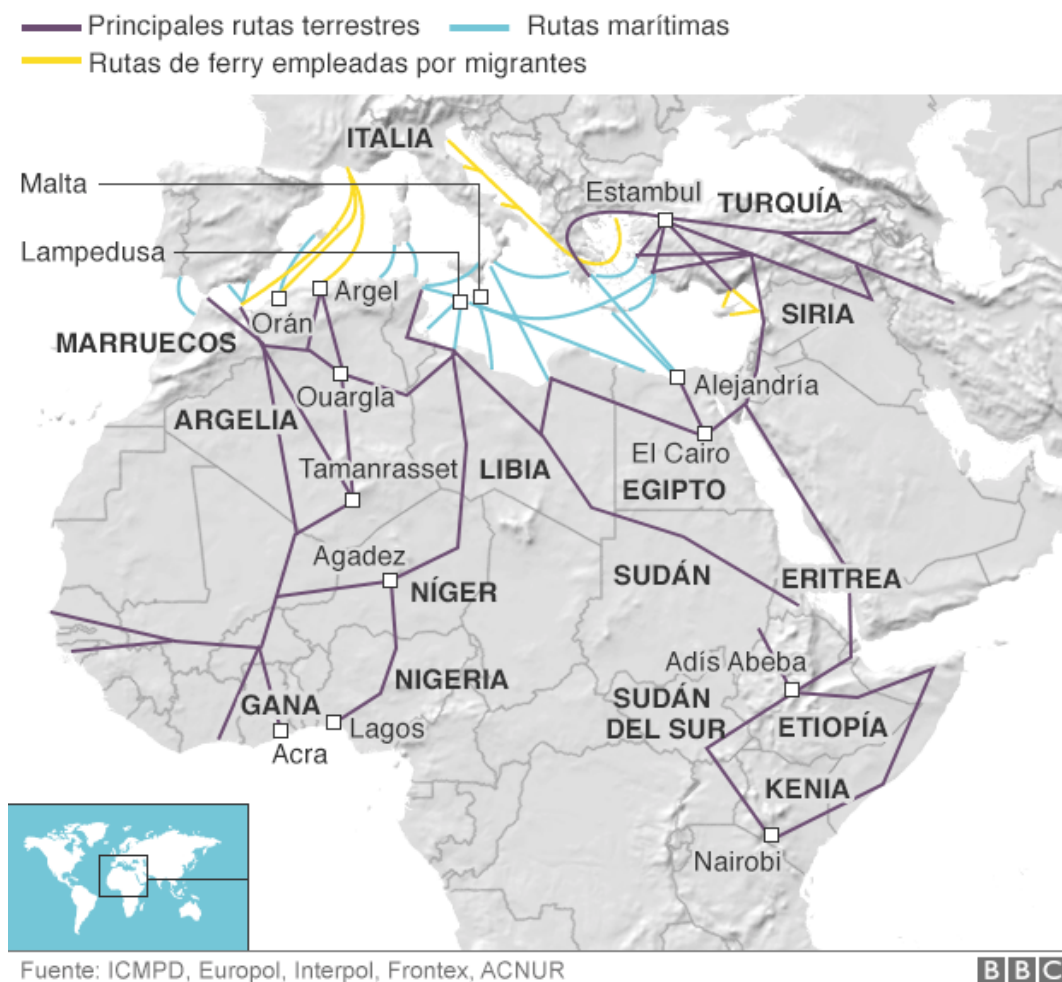 Principales rutas terrestres
Rutas marítimas
Rutas de ferry empleadas por migrantes
ITALIA
Malta
Estambul
TURQUÍA
Lampedusa
Argel
Orán
SIRIA
MARRUECOS
Alejandría
Ouargla
ARGELIA
El Cairo
Tamanrasset
LIBIA
EGIPTO
Agadez
SUDÁN
ERITREA
NÍGER
Adís Abeba
NIGERIA
SUDÁN
DEL SUR
GANA
Lagos
ETIOPÍA
Acra
KENIA
Nairobi
Fuente: ICMPD, Europol, Interpol, Frontex, ACNUR
BBC